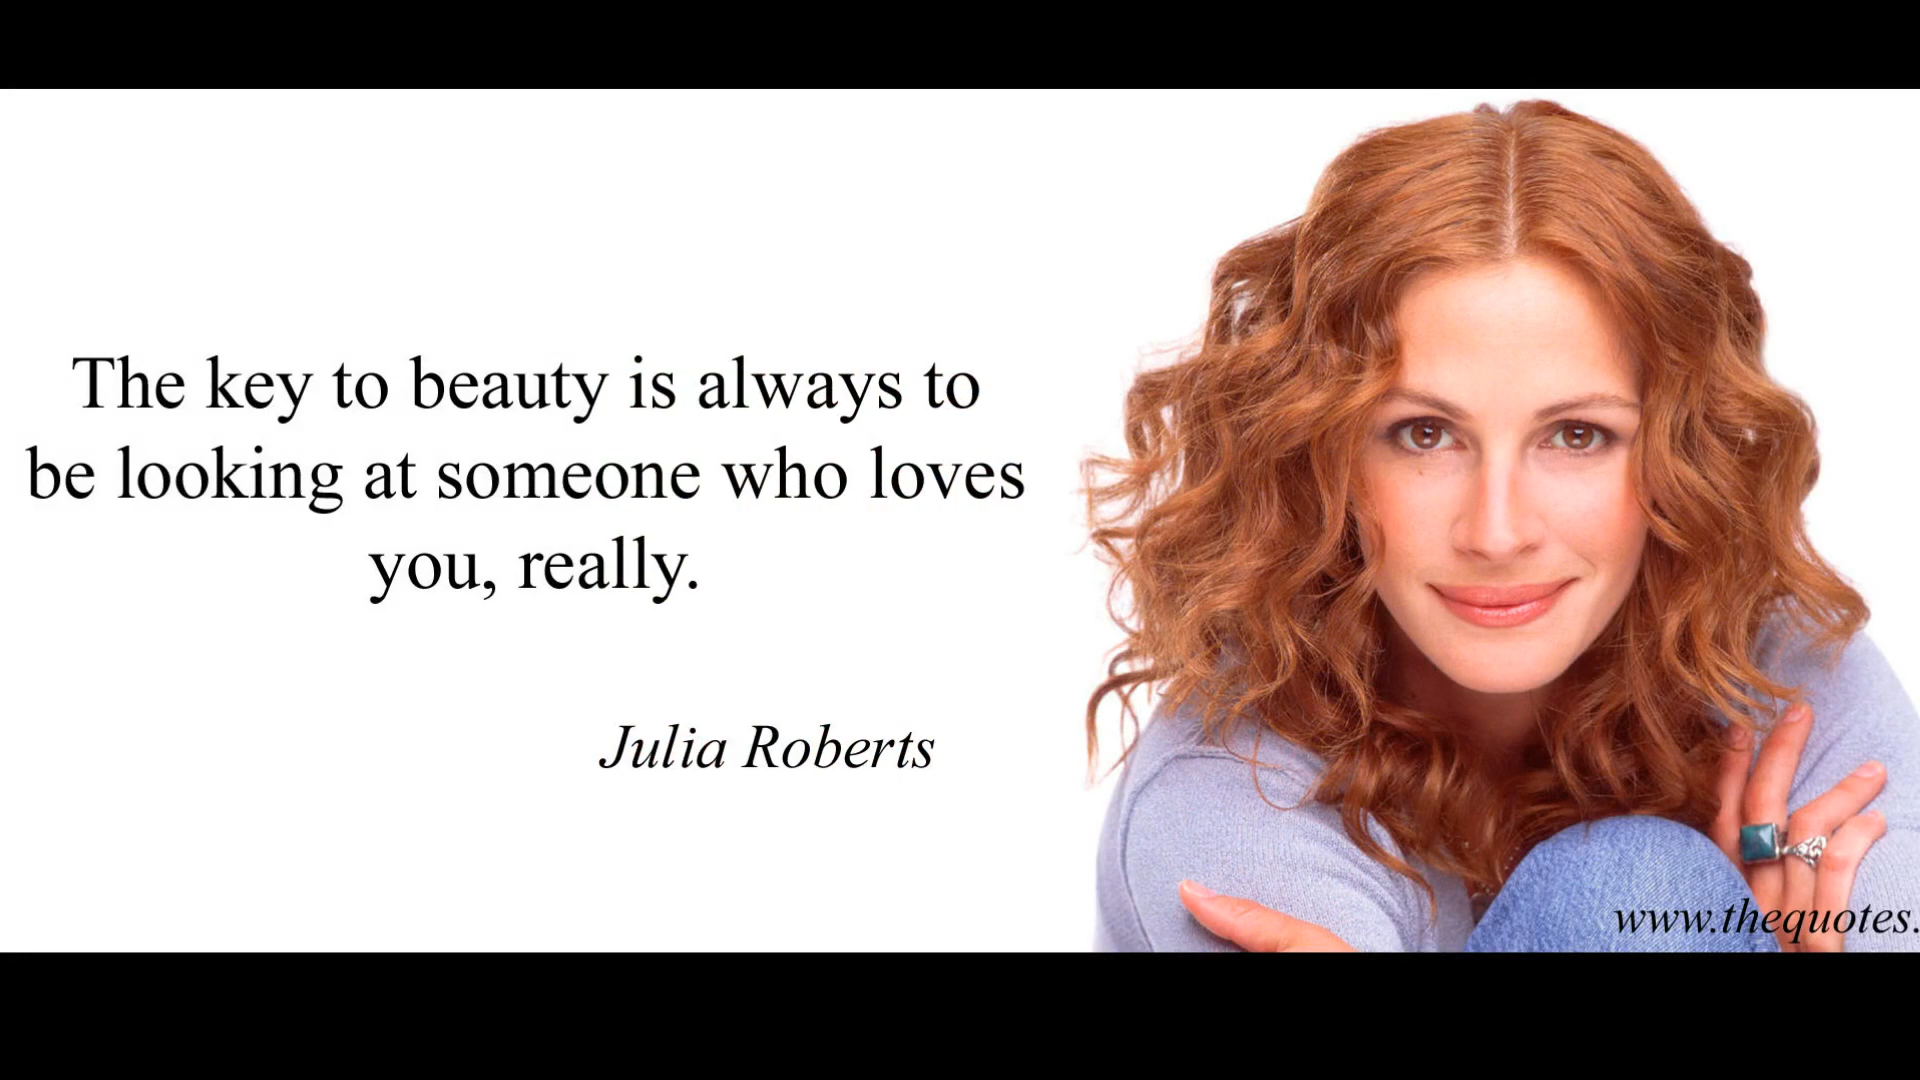 The key to beauty is always to
be looking at someone who loves
you, really.
Julia Roberts
www.thequotes.